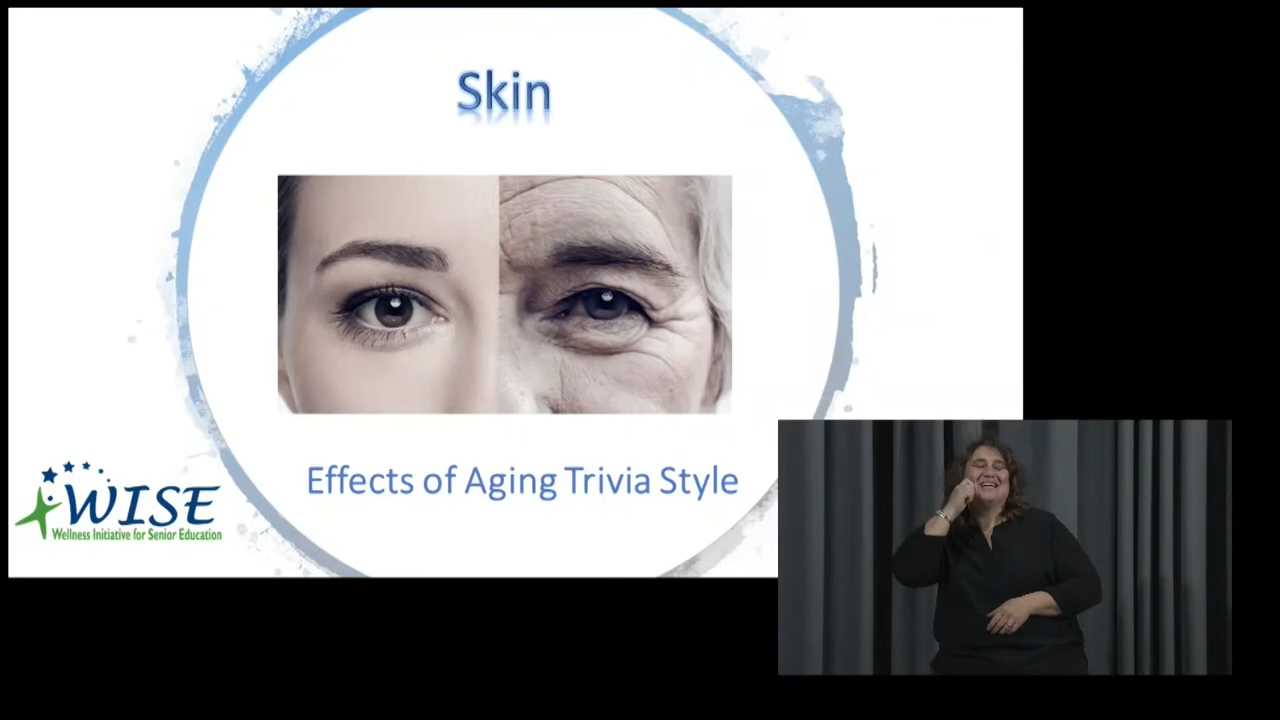 Skin
Effects of Aging Trivia Style
WISE
Wellness Initiative for Senior Education